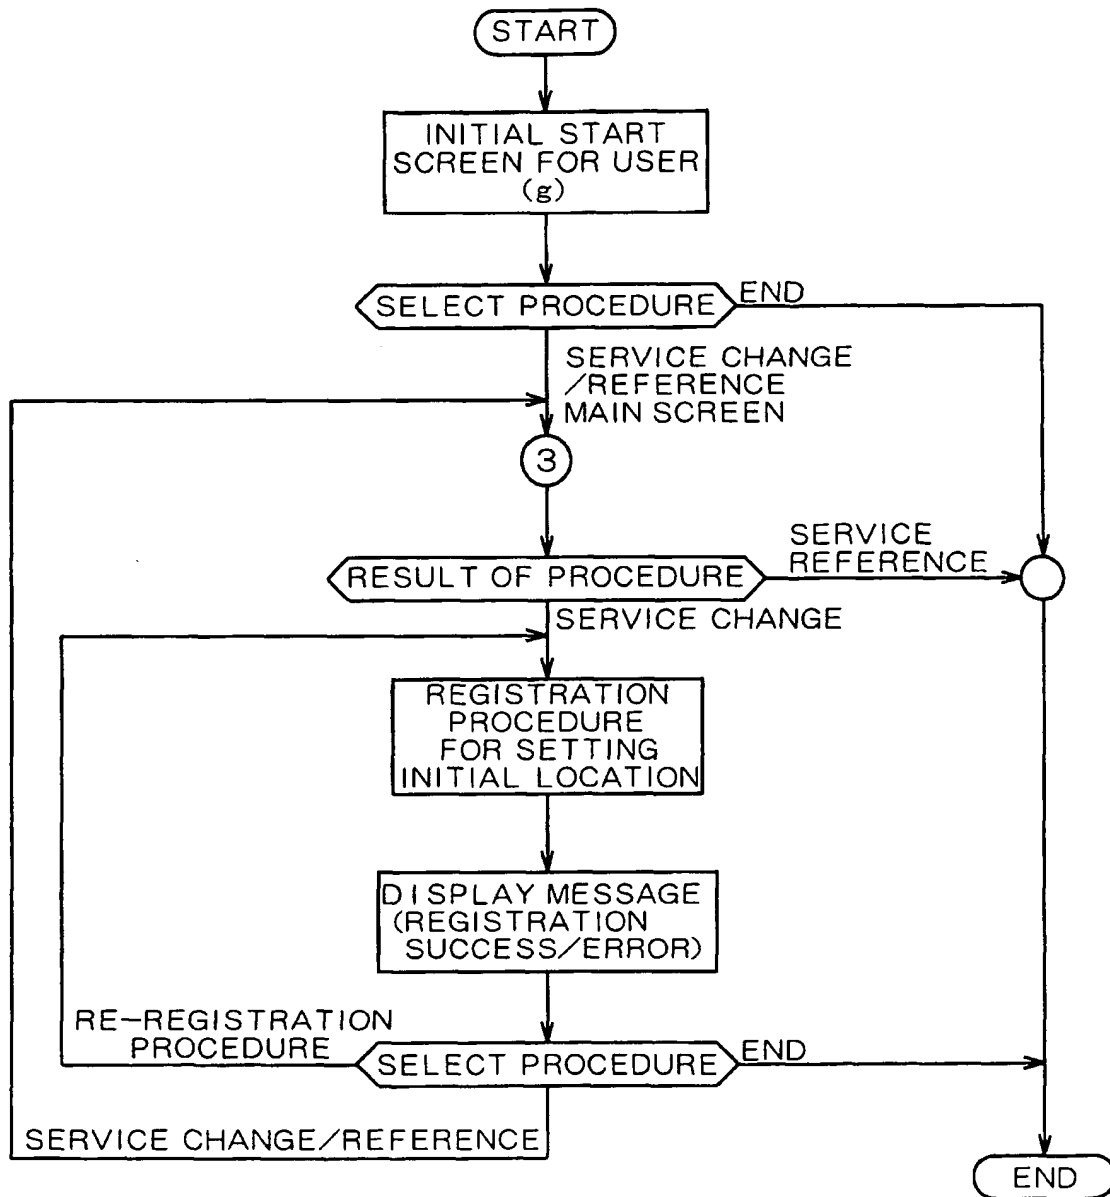 START
INITIAL START
SCREEN FOR USER
(g)
SELECT PROCEDURE
END
SERVICE CHANGE
/REFERENCE
MAIN SCREEN
3
SERVICE
REFERENCE
RESULT OF PROCEDURE
SERVICE CHANGE
REGISTRATION
PROCEDURE
FOR SETTING
INITIAL LOCATION
DISPLAY MESSAGE
(REGISTRATION
SUCCESS/ERROR)
RE-REGISTRATION
PROCEDURE
SELECT PROCEDURE
END
SERVICE CHANGE/REFERENCE
END